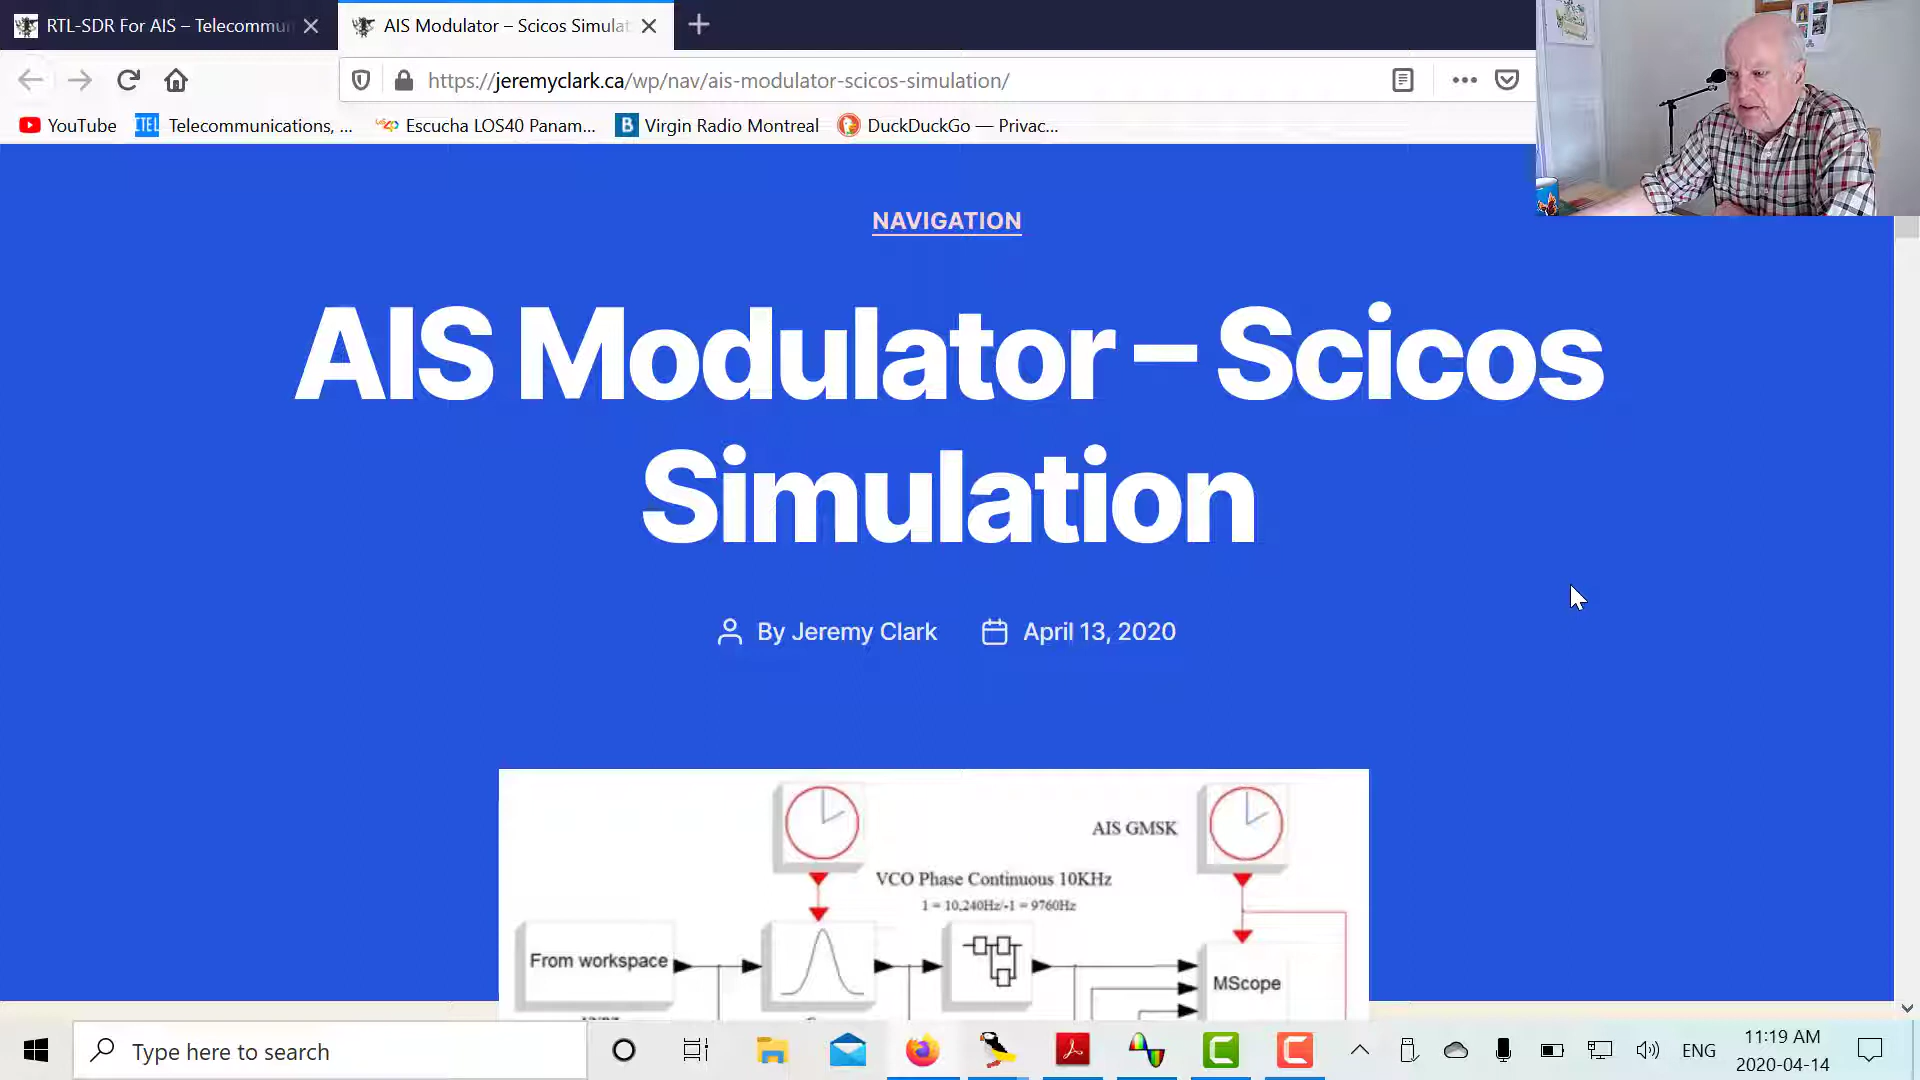 RTL-SDR For AIS – Telecommu
AIS Modulator – Scicos Simulat
https://jeremyclark.ca/wp/nav/ais-modulator-scicos-simulation/
YouTube
CTEL Telecommunications, ...
Escucha LOS40 Panam...
B Virgin Radio Montreal
DuckDuckGo — Privac...
NAVIGATION
AIS Modulator – Scicos
Simulation
By Jeremy Clark
April 13, 2020
AIS GMSK
VCO Phase Continuous 10KHz
1 = 10,240Hz/-1 = 9760Hz
From workspace
MScope
Type here to search
ENG
11:19 AM
2020-04-14